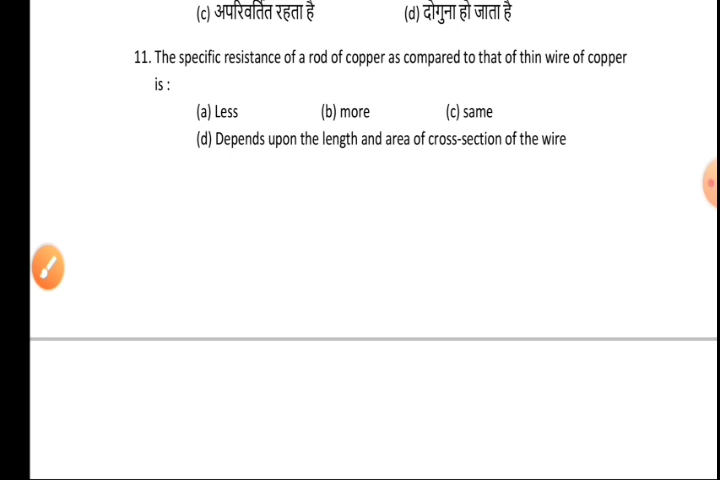 (c) अपरिवर्तित रहता है (d) दोगुना हो जाता है
11. The specific resistance of a rod of copper as compared to that of thin wire of copper
is :
(a) Less (b) more (c) same
(d) Depends upon the length and area of cross-section of the wire